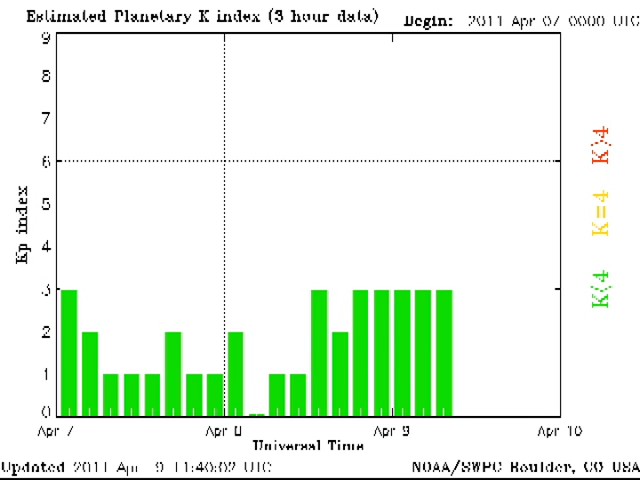 Estimated Planetary K index (3 hour data) Begin: 2011 Apr 07 0000 UTC
9
8
7
6
5
4
3
2
1
0
Kp index
K>4
K=4
K<4
Apr 7 Apr 8 Apr 9 Apr 10
Universal Time
Updated 2011 Apr 9 11:40:02 UTC NOAA/SWPC Boulder, CO USA